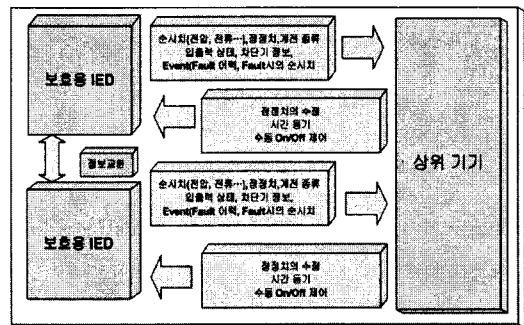 보호용 IED
순시치(전압, 전류…),정정치,계전 종류
입출력 상태, 차단기 정보,
Event(Fault 이력, Fault시의 순시치
정정치의 수정
시간 동기
수동 On/Off 제어
정보교환
상위 기기
보호용 IED
순시치(전압, 전류…),정정치,계전 종류
입출력 상태, 차단기 정보,
Event(Fault 이력, Fault시의 순시치
정정치의 수정
시간 동기
수동 On/Off 제어